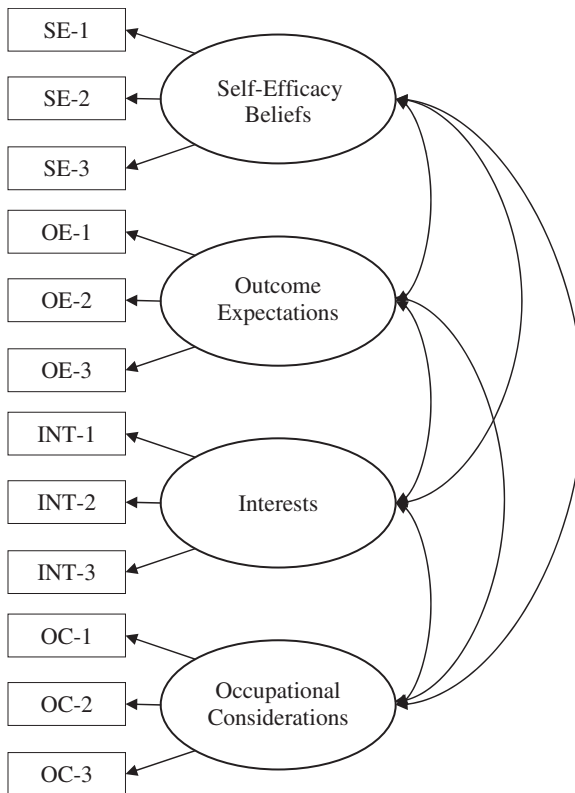 SE-1
SE-2
SE-3
Self-Efficacy
Beliefs
OE-1
OE-2
OE-3
Outcome
Expectations
INT-1
INT-2
INT-3
Interests
OC-1
OC-2
OC-3
Occupational
Considerations